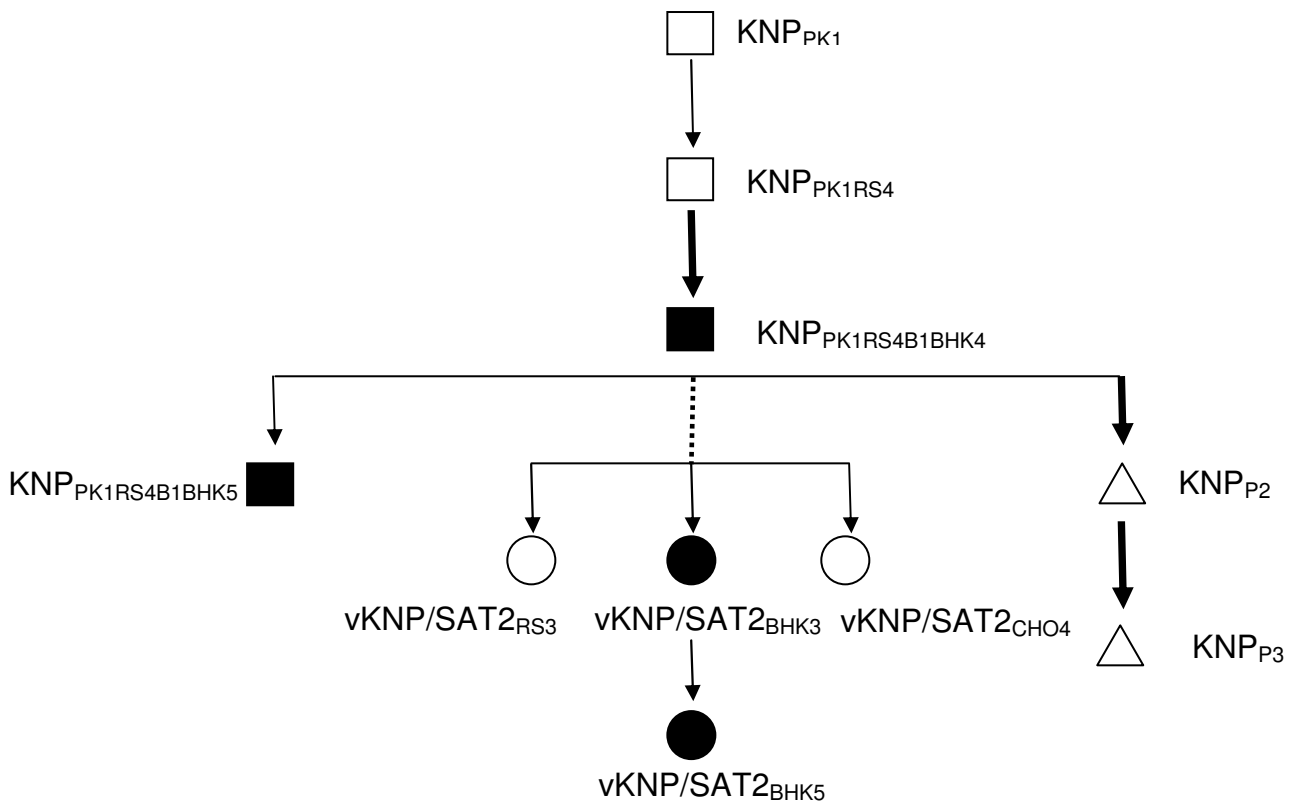 KNPPK1
KNPPK1RS4
KNPPK1RS4B1BHK4
KNPPK1RS4B1BHK5
KNPP2
vKNP/SAT2RS3 vKNP/SAT2BHK3 vKNP/SAT2CHO4
KNPP3
vKNP/SAT2BHK5